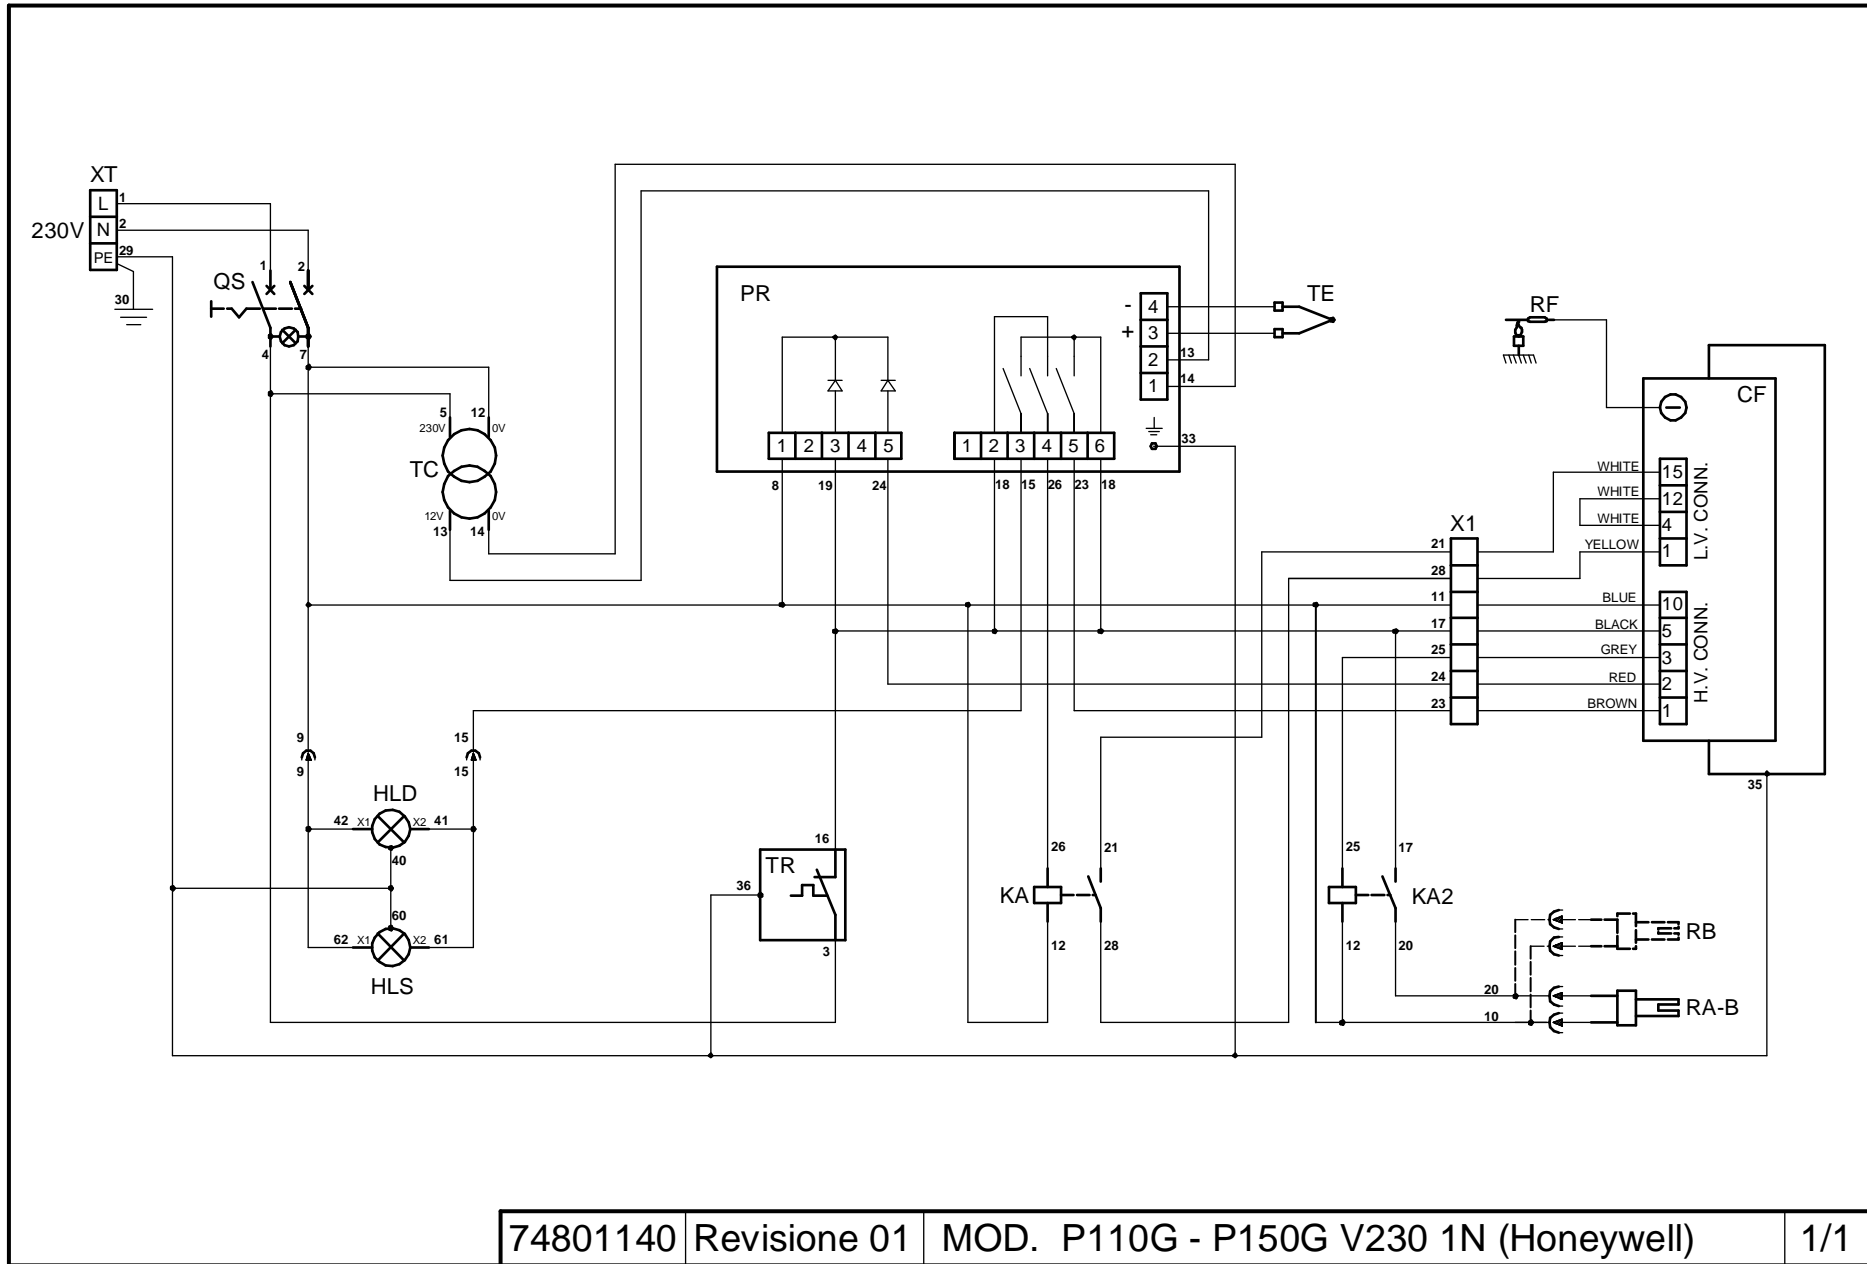 XT
L 1
230V N 2
PE 29
30
QS 1 2
4 7
5 12
230V 0V
TC
12V 0V
13 14
PR
- 4
+ 3
2 13
1 14
33
TE
1 2 3 4 5
8 19 24
1 2 3 4 5 6
18 15 26 23 18
RF
CF
WHITE 15
WHITE 12
WHITE 4
YELLOW 1
L.V. CONN.
BLUE 10
BLACK 5
GREY 3
RED 2
BROWN 1
H.V. CONN.
X1
21
28
11
17
25
24
23
35
9 15
9 15
HLD
42 X1 X2 41
40
60
62 X1 X2 61
HLS
16
TR
36
3
26 21
KA
12 28
25 17
KA2
12 20
RB
20
RA-B
10
74801140 Revisione 01 MOD. P110G - P150G V230 1N (Honeywell) 1/1